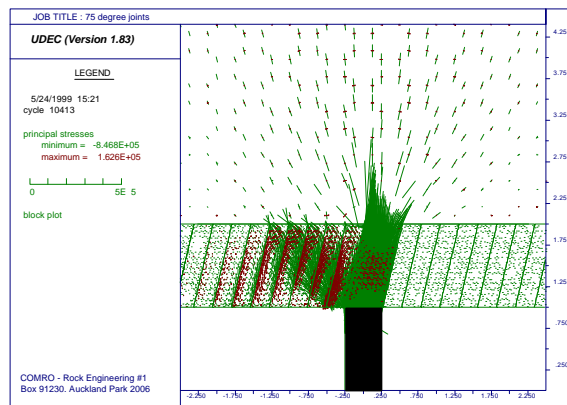 JOB TITLE : 75 degree joints
UDEC (Version 1.83)
LEGEND
5/24/1999 15:21
cycle 10413
principal stresses
minimum = -8.468E+05
maximum = 1.626E+05
0 5E 5
block plot
COMRO - Rock Engineering #1
Box 91230. Auckland Park 2006
4.25
3.75
3.25
2.75
2.25
1.75
1.25
.750
.250
-2.250 -1.750 -1.250 -.750 -.250 .250 .750 1.250 1.750 2.250